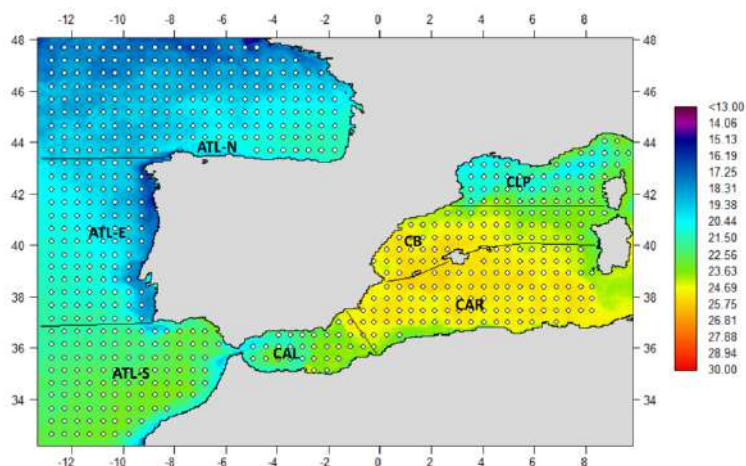 -12 -10 -8 -6 -4 -2 0 2 4 6 8
48 48
46 46
<13.00
14.06
15.13
16.19
17.25
18.31
19.38
20.44
21.50
22.56
23.63
24.69
25.75
26.81
27.88
28.94
30.00
44 44
ATL-N
CLP
42 42
ATL-E
CB
40 40
38 38
CAR
36 36
CAL
ATL-S
34 34
-12 -10 -8 -6 -4 -2 0 2 4 6 8